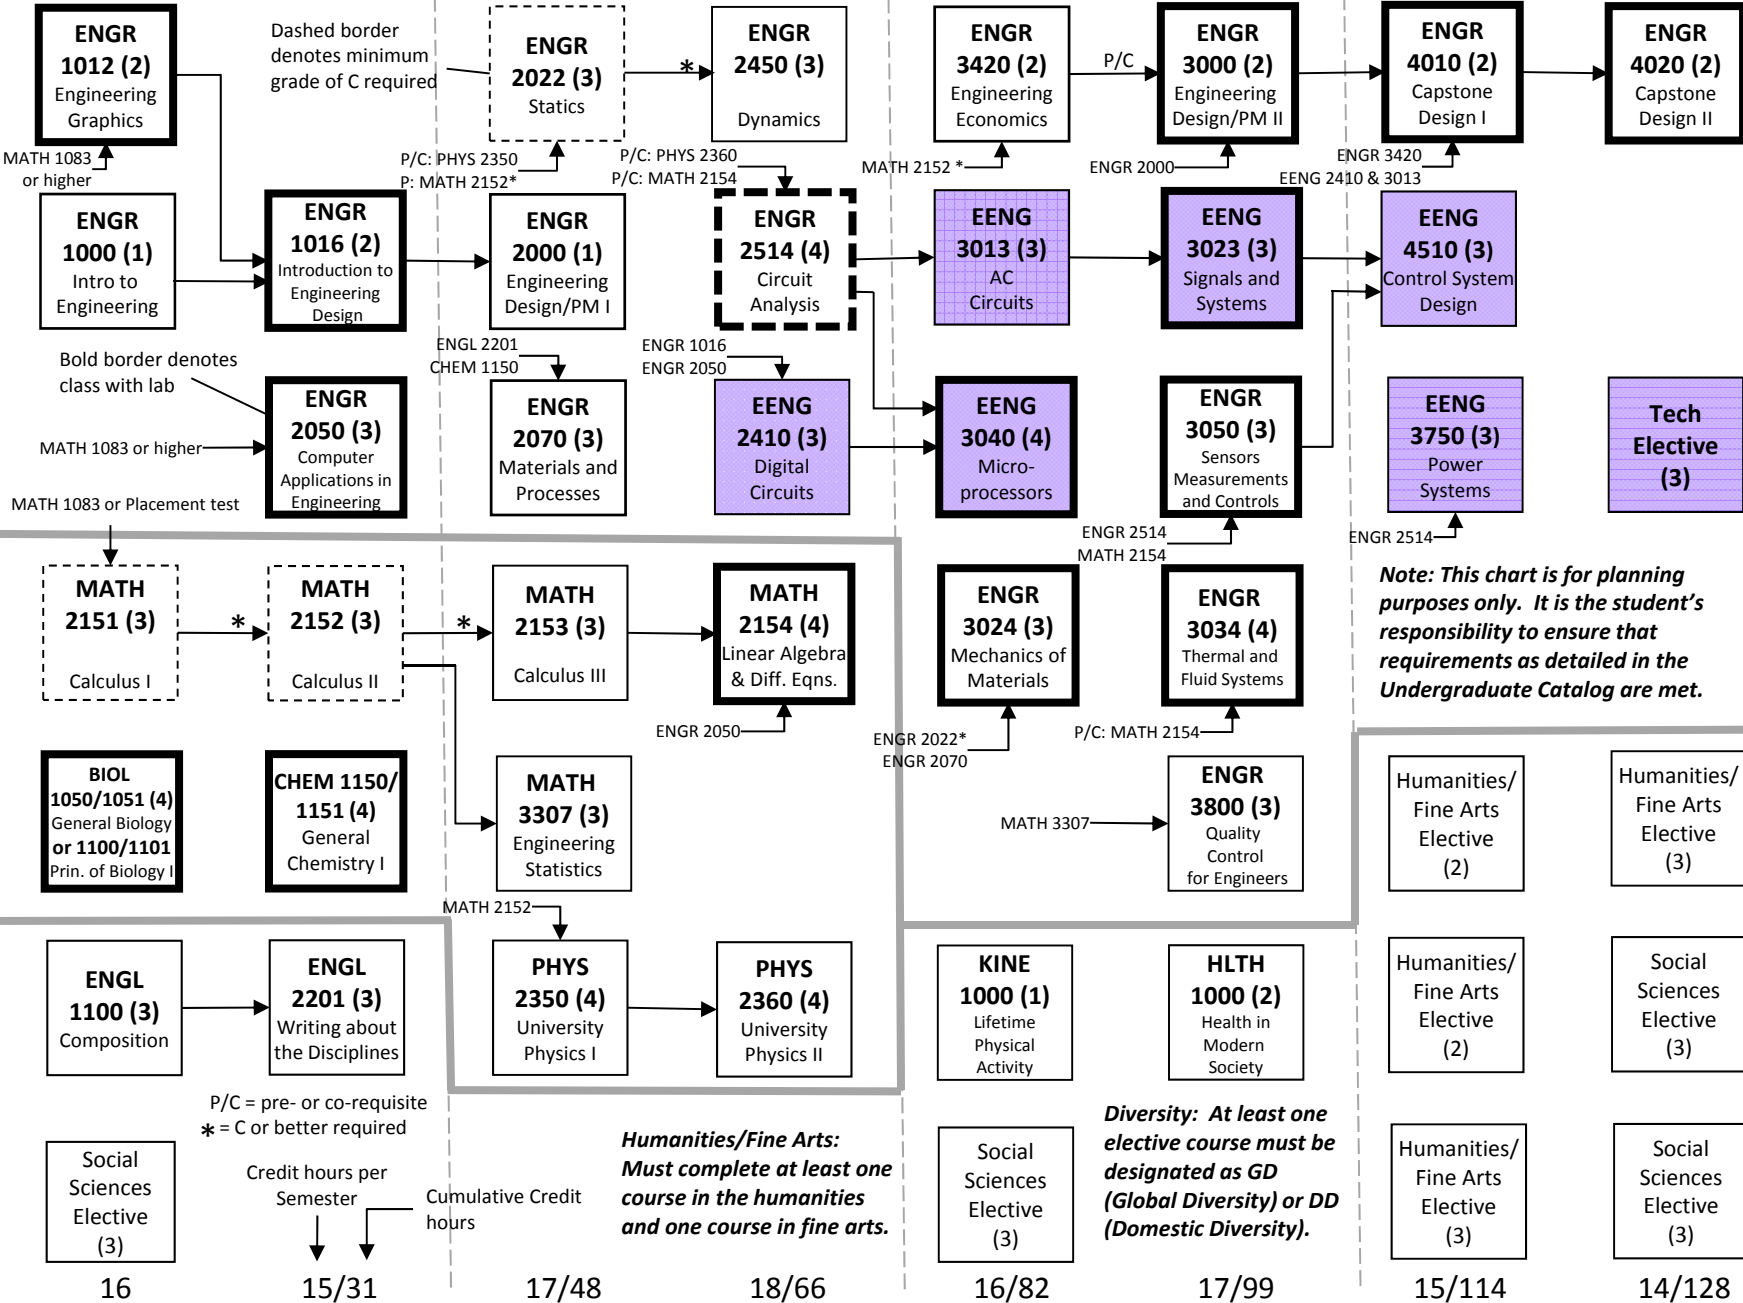 ENGR
1012 (2)
Engineering
Graphics
Dashed border
denotes minimum
grade of C required
ENGR
2022 (3)
Statics
*
ENGR
2450 (3)
Dynamics
ENGR
3420 (2)
Engineering
Economics
P/C
ENGR
3000 (2)
Engineering
Design/PM II
ENGR
4010 (2)
Capstone
Design I
ENGR
4020 (2)
Capstone
Design II
MATH 1083
or higher
P/C: PHYS 2350
P: MATH 2152*
P/C: PHYS 2360
P/C: MATH 2154
MATH 2152 *
ENGR 2000
ENGR 3420
EENG 2410 & 3013
ENGR
1000 (1)
Intro to
Engineering
ENGR
1016 (2)
Introduction to
Engineering
Design
ENGR
2000 (1)
Engineering
Design/PM I
ENGR
2514 (4)
Circuit
Analysis
EENG
3013 (3)
AC
Circuits
EENG
3023 (3)
Signals and
Systems
EENG
4510 (3)
Control System
Design
Bold border denotes
class with lab
MATH 1083 or higher
ENGL 2201
CHEM 1150
ENGR 1016
ENGR 2050
ENGR
2050 (3)
Computer
Applications in
Engineering
ENGR
2070 (3)
Materials and
Processes
EENG
2410 (3)
Digital
Circuits
EENG
3040 (4)
Micro-
processors
ENGR
3050 (3)
Sensors
Measurements
and Controls
EENG
3750 (3)
Power
Systems
Tech
Elective
(3)
MATH 1083 or Placement test
ENGR 2514
MATH 2154
ENGR 2514
MATH
2151 (3)
Calculus I
*
MATH
2152 (3)
Calculus II
*
MATH
2153 (3)
Calculus III
MATH
2154 (4)
Linear Algebra
& Diff. Eqns.
ENGR
3024 (3)
Mechanics of
Materials
ENGR
3034 (4)
Thermal and
Fluid Systems
Note: This chart is for planning
purposes only. It is the student’s
responsibility to ensure that
requirements as detailed in the
Undergraduate Catalog are met.
ENGR 2050
ENGR 2022*
ENGR 2070
P/C: MATH 2154
BIOL
1050/1051 (4)
General Biology
or 1100/1101
Prin. of Biology I
CHEM 1150/
1151 (4)
General
Chemistry I
MATH
3307 (3)
Engineering
Statistics
MATH 3307
ENGR
3800 (3)
Quality
Control
for Engineers
Humanities/
Fine Arts
Elective
(2)
Humanities/
Fine Arts
Elective
(3)
MATH 2152
ENGL
1100 (3)
Composition
ENGL
2201 (3)
Writing about
the Disciplines
PHYS
2350 (4)
University
Physics I
PHYS
2360 (4)
University
Physics II
KINE
1000 (1)
Lifetime
Physical
Activity
HLTH
1000 (2)
Health in
Modern
Society
Humanities/
Fine Arts
Elective
(2)
Social
Sciences
Elective
(3)
P/C = pre- or co-requisite
* = C or better required
Social
Sciences
Elective
(3)
Credit hours per
Semester
Cumulative Credit
hours
Humanities/Fine Arts:
Must complete at least one
course in the humanities
and one course in fine arts.
Social
Sciences
Elective
(3)
Diversity: At least one
elective course must be
designated as GD
(Global Diversity) or DD
(Domestic Diversity).
Humanities/
Fine Arts
Elective
(3)
Social
Sciences
Elective
(3)
16
15/31
17/48
18/66
16/82
17/99
15/114
14/128